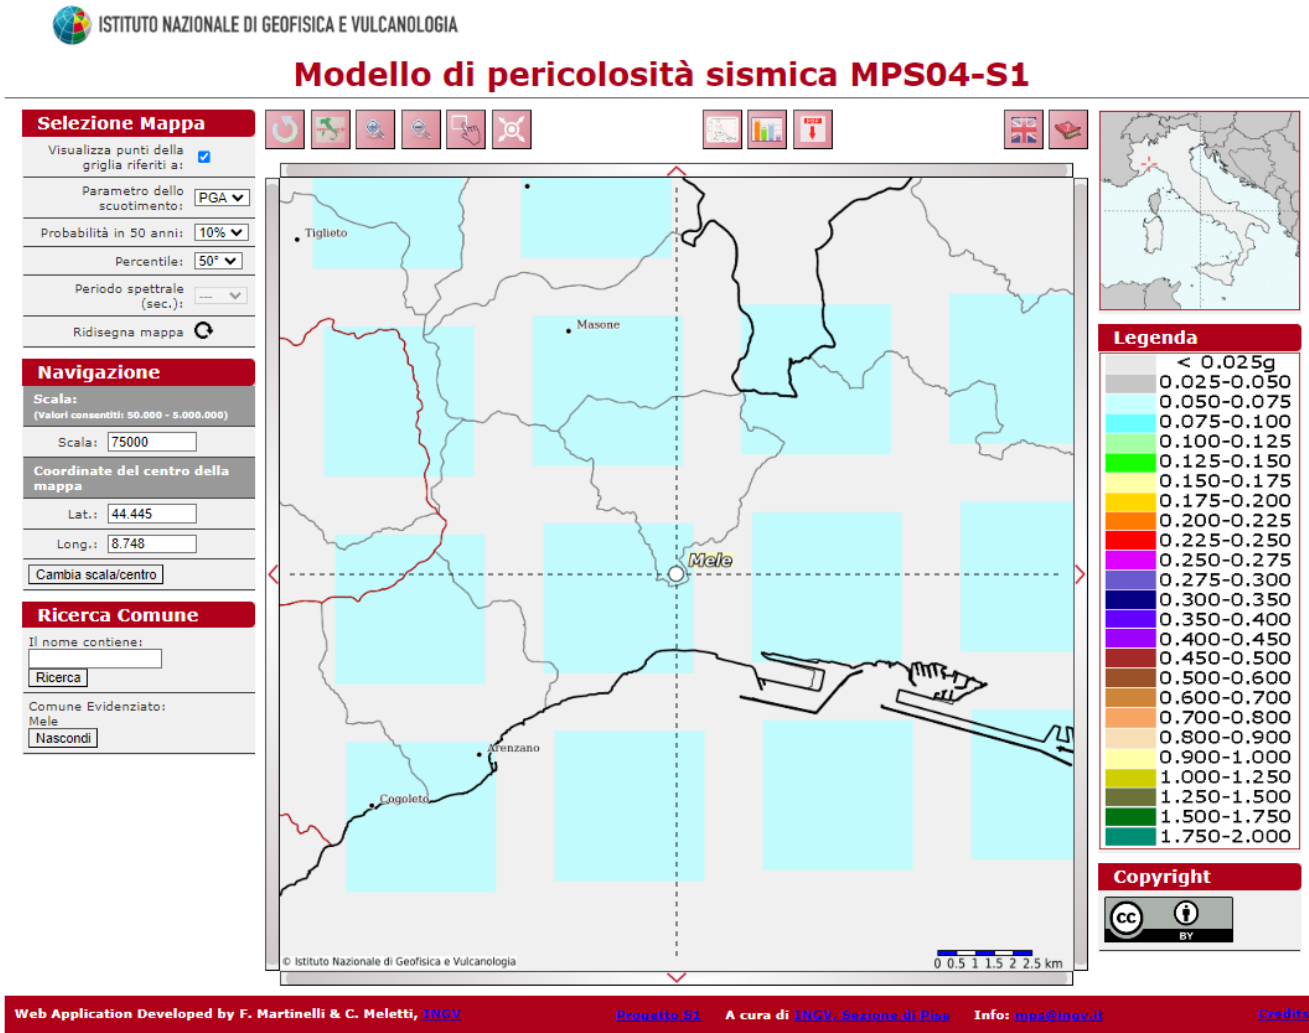 ISTITUTO NAZIONALE DI GEOFISICA E VULCANOLOGIA
Modello di pericolosità sismica MPS04-S1
Selezione Mappa
Visualizza punti della
griglia riferiti a:
Parametro dello
scuotimento: PGA
Probabilità in 50 anni: 10%
Percentile: 50°
Periodo spettrale
(sec.): ---
Ridisegna mappa
Navigazione
Scala:
(Valori consentiti: 50.000 - 5.000.000)
Scala: 75000
Coordinate del centro della
mappa
Lat.: 44.445
Long.: 8.748
Cambia scala/centro
Ricerca Comune
Il nome contiene:
Ricerca
Comune Evidenziato:
Mele
Nascondi
PDF
Tiglieto
Masone
Mele
Arenzano
Cogoleto
© Istituto Nazionale di Geofisica e Vulcanologia
0 0.5 1 1.5 2 2.5 km
Legenda
< 0.025g
0.025-0.050
0.050-0.075
0.075-0.100
0.100-0.125
0.125-0.150
0.150-0.175
0.175-0.200
0.200-0.225
0.225-0.250
0.250-0.275
0.275-0.300
0.300-0.350
0.350-0.400
0.400-0.450
0.450-0.500
0.500-0.600
0.600-0.700
0.700-0.800
0.800-0.900
0.900-1.000
1.000-1.250
1.250-1.500
1.500-1.750
1.750-2.000
Copyright
cc
BY
Web Application Developed by F. Martinelli & C. Meletti, INGV Progetto S1 A cura di INGV, Sezione di Pisa Info: mps@ingv.it Credits